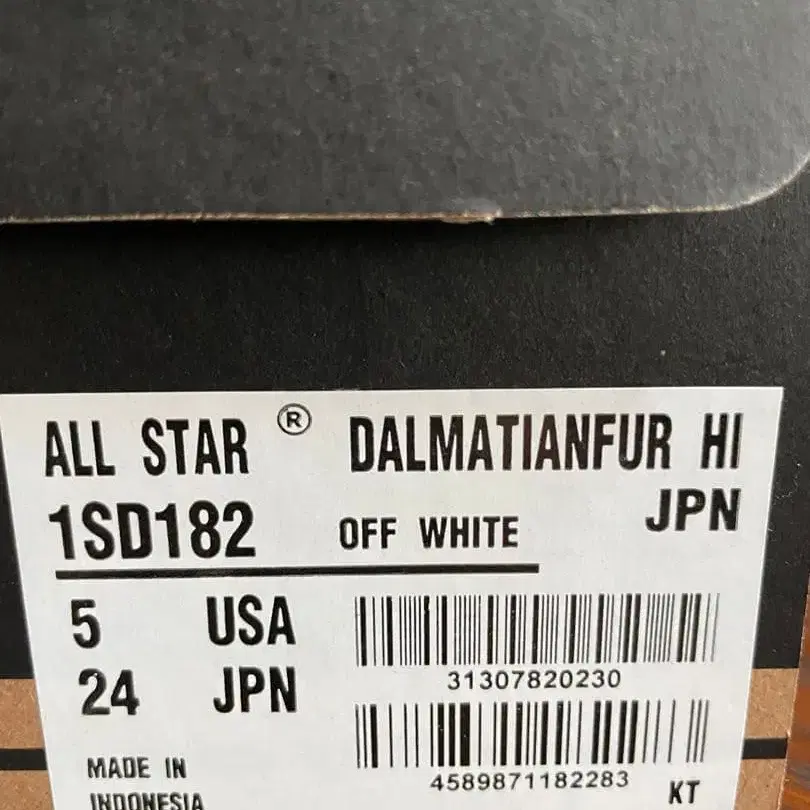 ALL STAR ® DALMATIANFUR HI
1SD182 OFF WHITE JPN
5 USA
24 JPN
31307820230
4589871182283
MADE IN
INDONESIA
KT